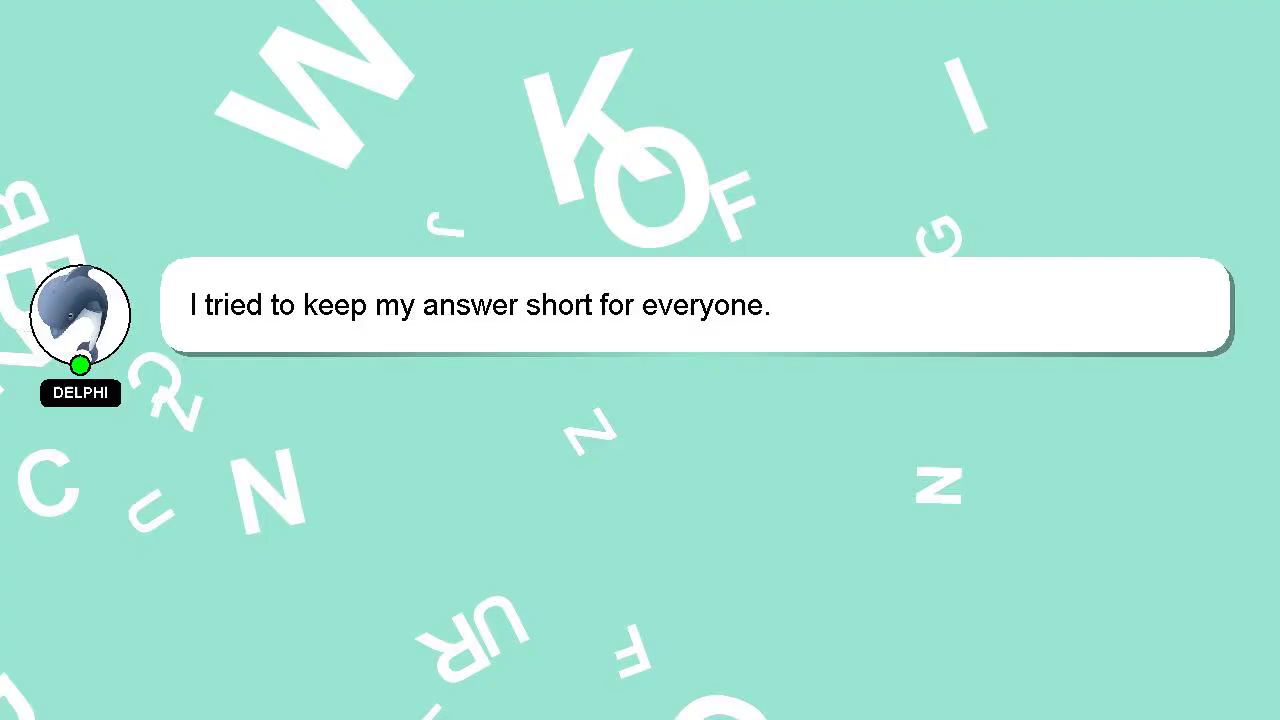 W
K
O
F
I
J
G
B
I tried to keep my answer short for everyone.
DELPHI
C
Z
Z
N
C
U
N
U
R
F